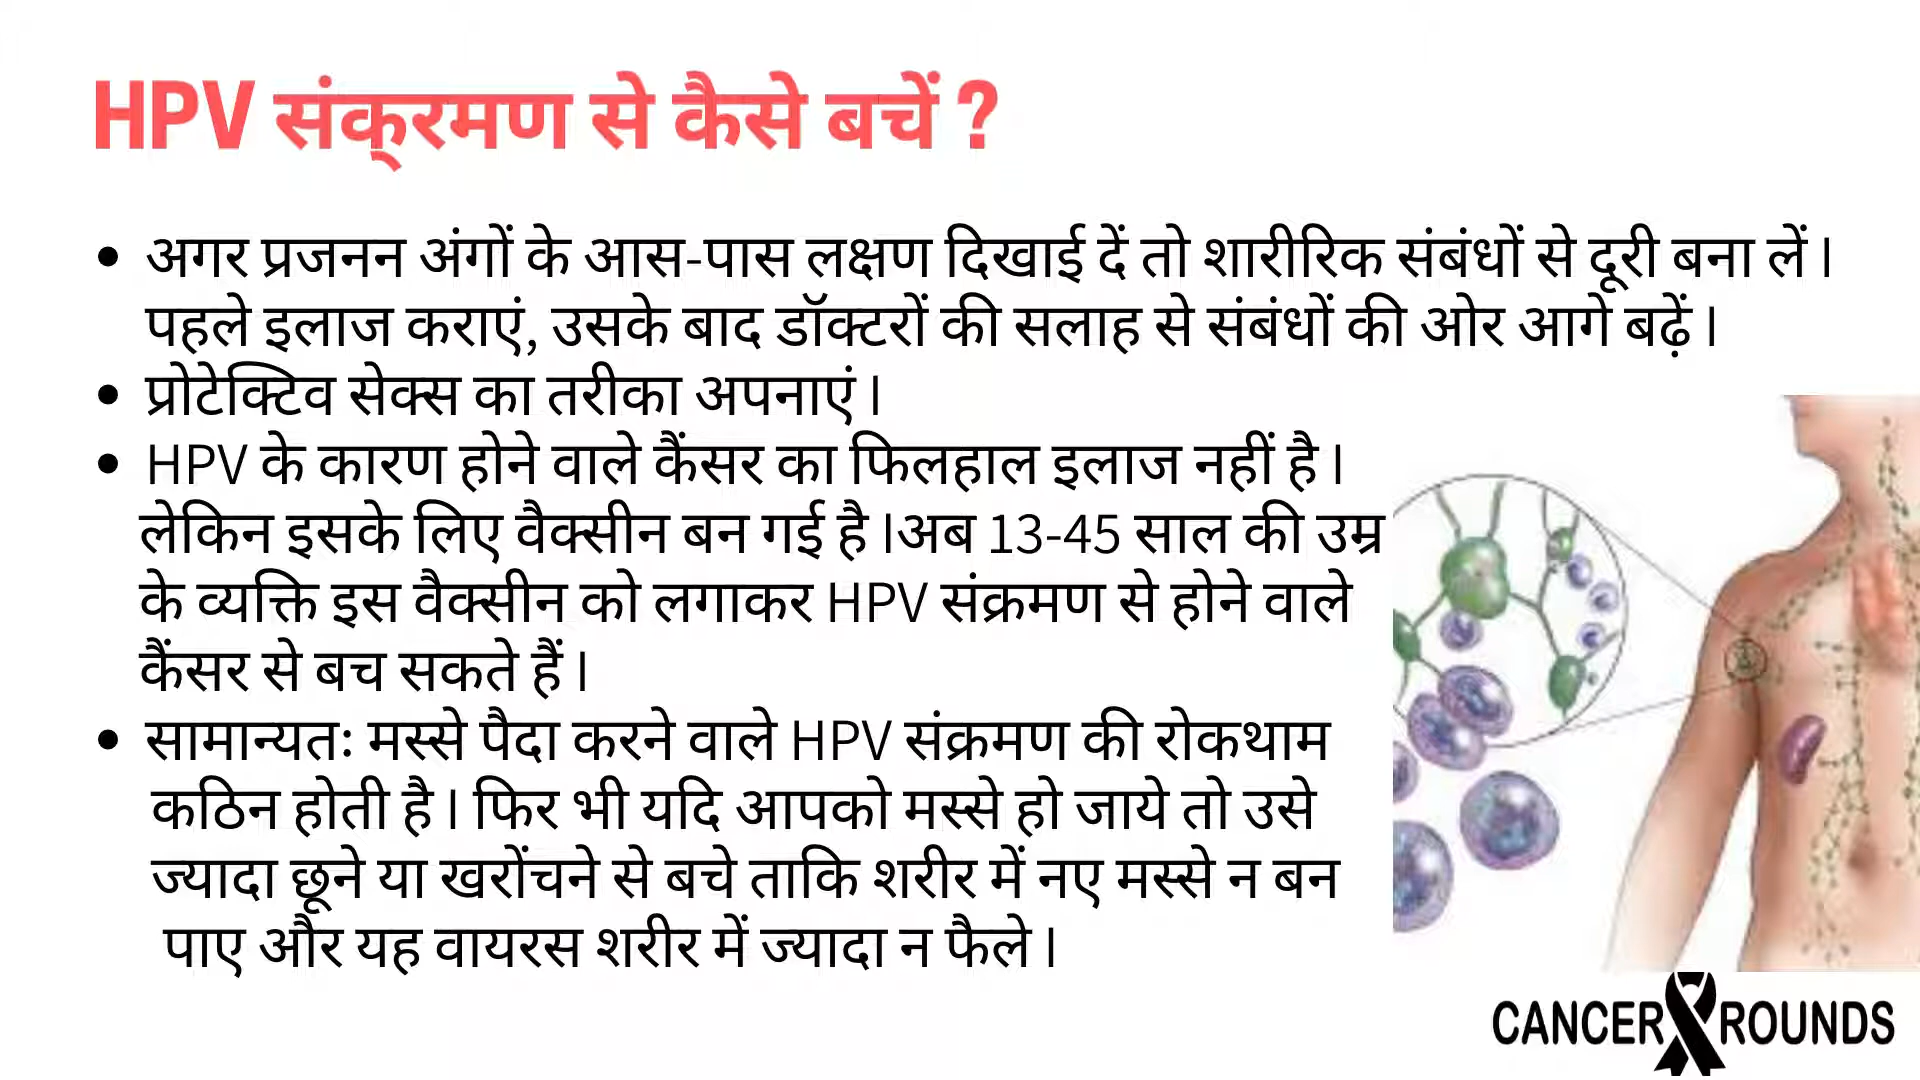 HPV संक्रमण से कैसे बचें ?
• अगर प्रजनन अंगों के आस-पास लक्षण दिखाई दें तो शारीरिक संबंधों से दूरी बना लें ।
पहले इलाज कराएं, उसके बाद डॉक्टरों की सलाह से संबंधों की ओर आगे बढ़ें ।
• प्रोटेक्टिव सेक्स का तरीका अपनाएं ।
• HPV के कारण होने वाले कैंसर का फिलहाल इलाज नहीं है ।
लेकिन इसके लिए वैक्सीन बन गई है ।अब 13-45 साल की उम्र
के व्यक्ति इस वैक्सीन को लगाकर HPV संक्रमण से होने वाले
कैंसर से बच सकते हैं ।
• सामान्यतः मस्से पैदा करने वाले HPV संक्रमण की रोकथाम
कठिन होती है । फिर भी यदि आपको मस्से हो जाये तो उसे
ज्यादा छूने या खरोंचने से बचे ताकि शरीर में नए मस्से न बन
पाए और यह वायरस शरीर में ज्यादा न फैले ।
CANCER ROUNDS